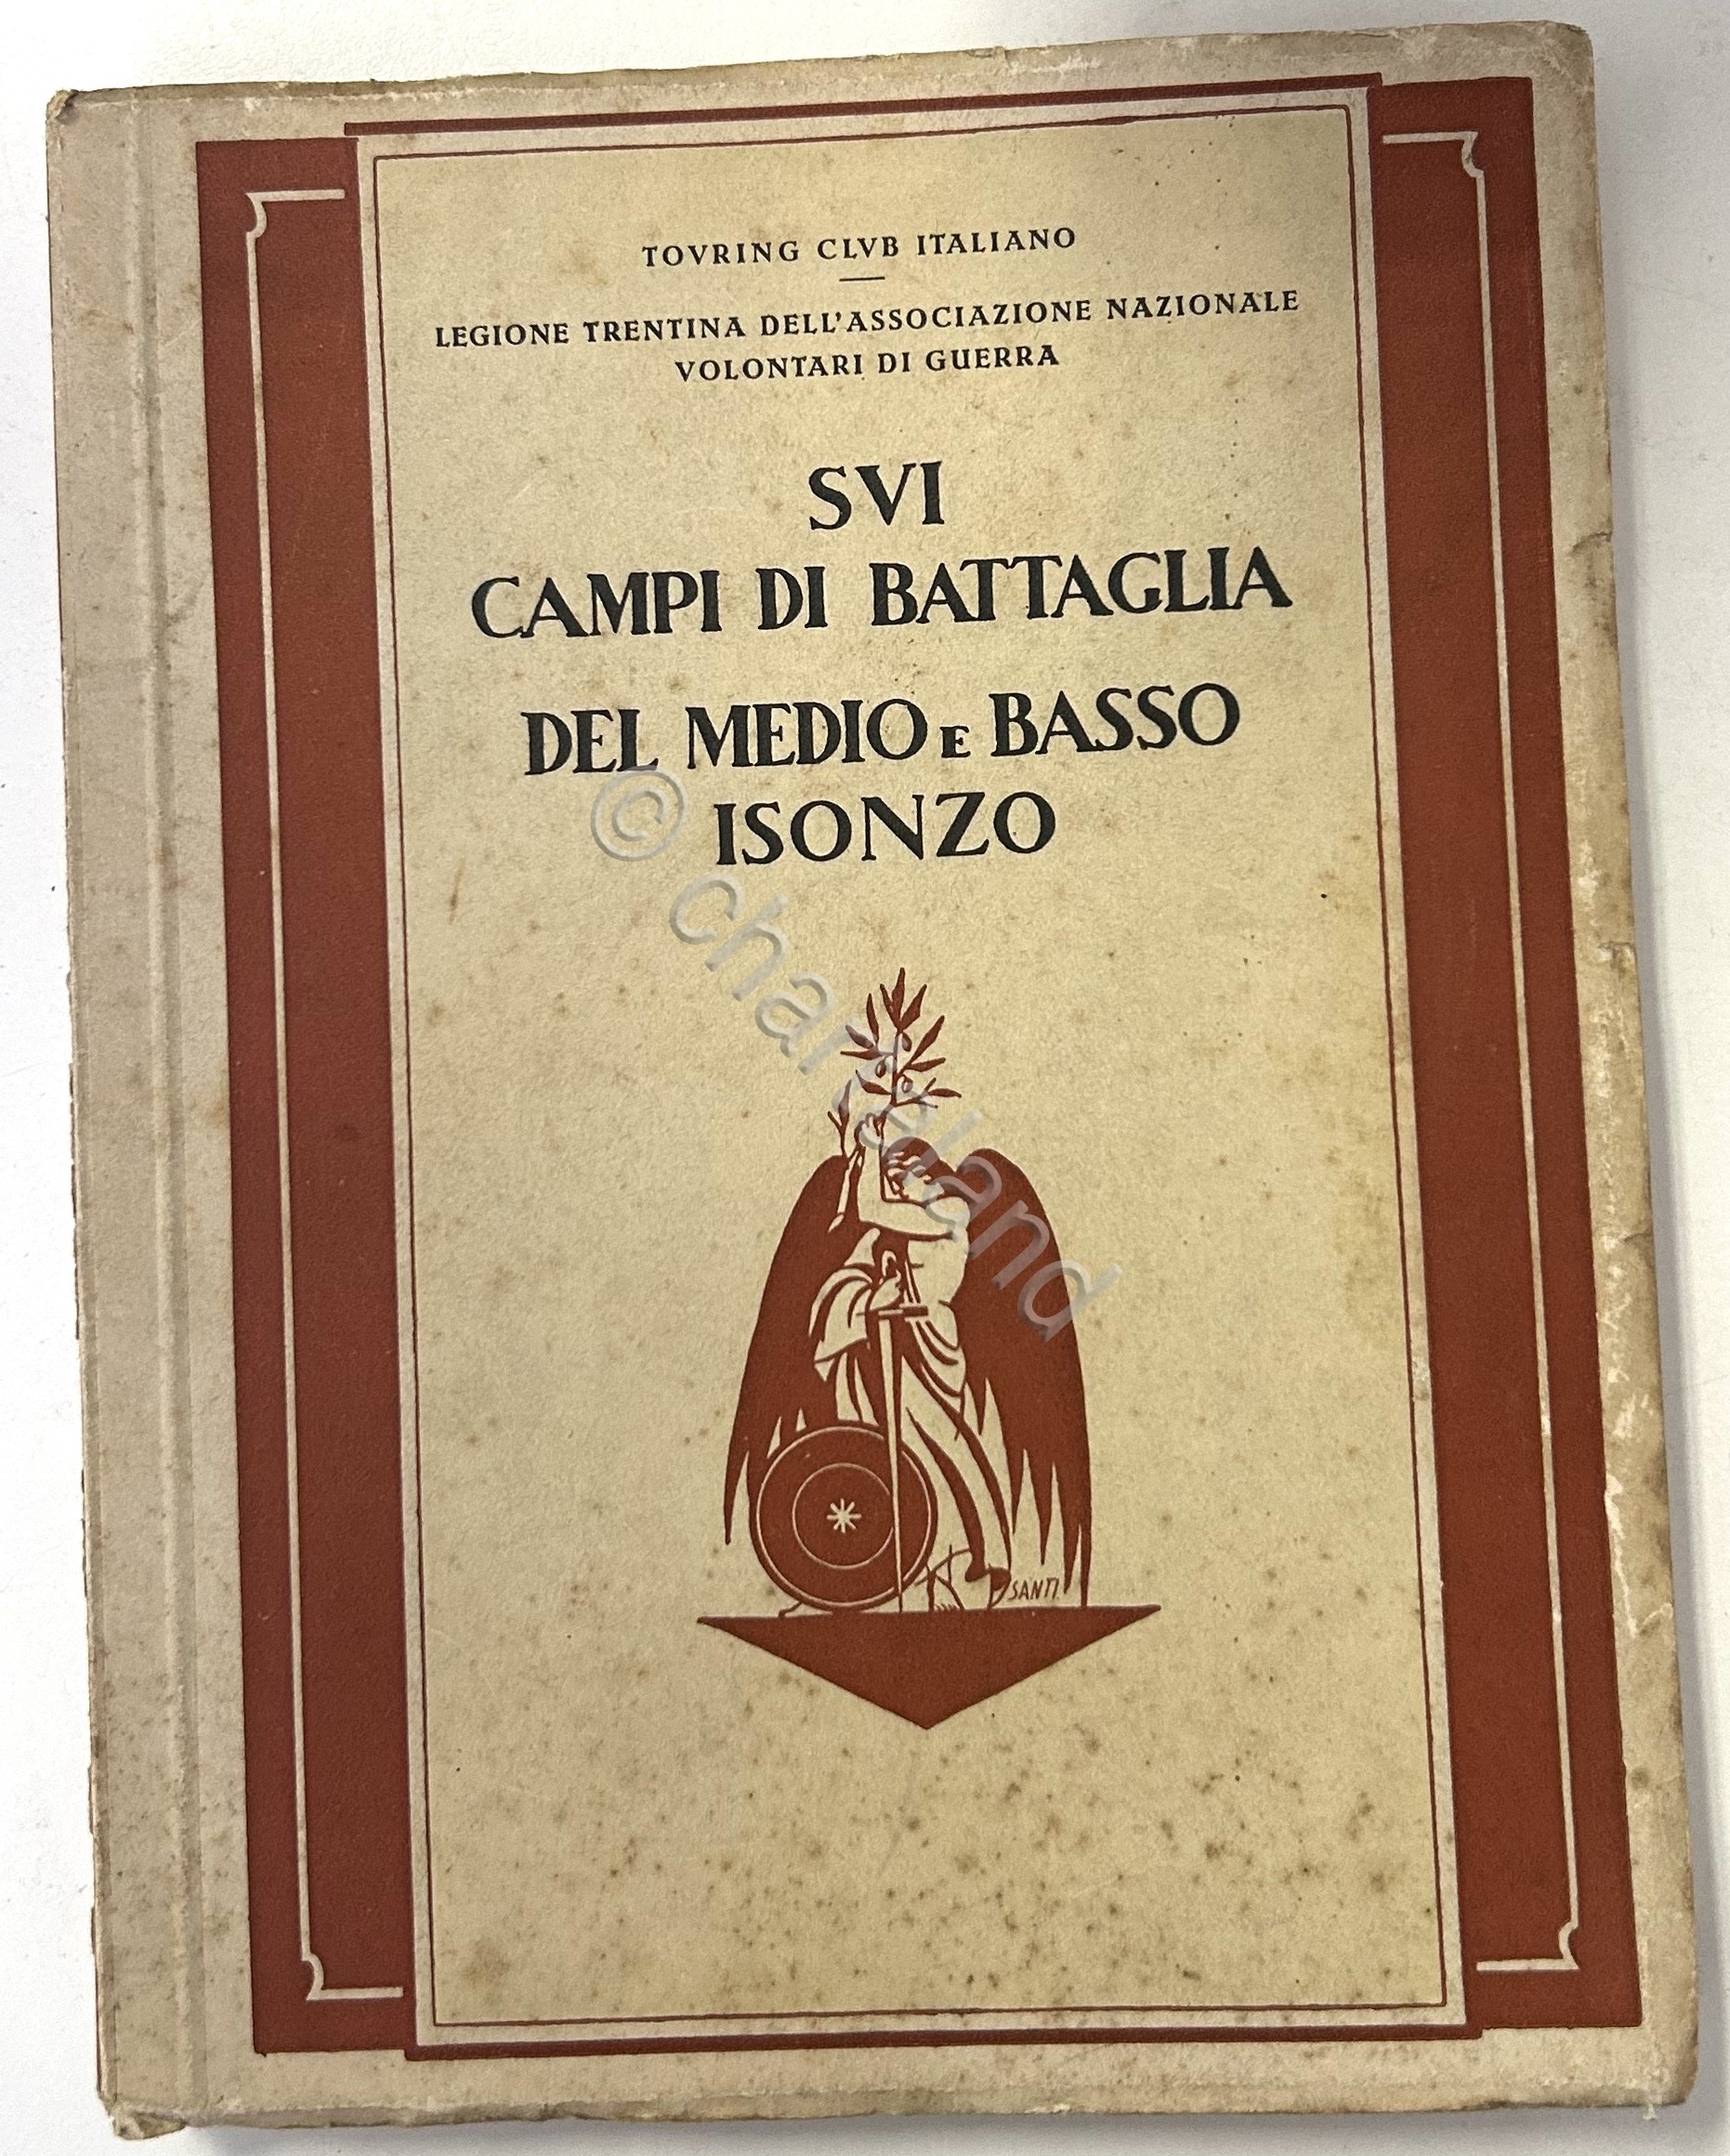 TOVRING CLVB ITALIANO
LEGIONE TRENTINA DELL'ASSOCIAZIONE NAZIONALE
VOLONTARI DI GUERRA
SVI
CAMPI DI BATTAGLIA
DEL MEDIO E BASSO
ISONZO
© charteland
SANTI